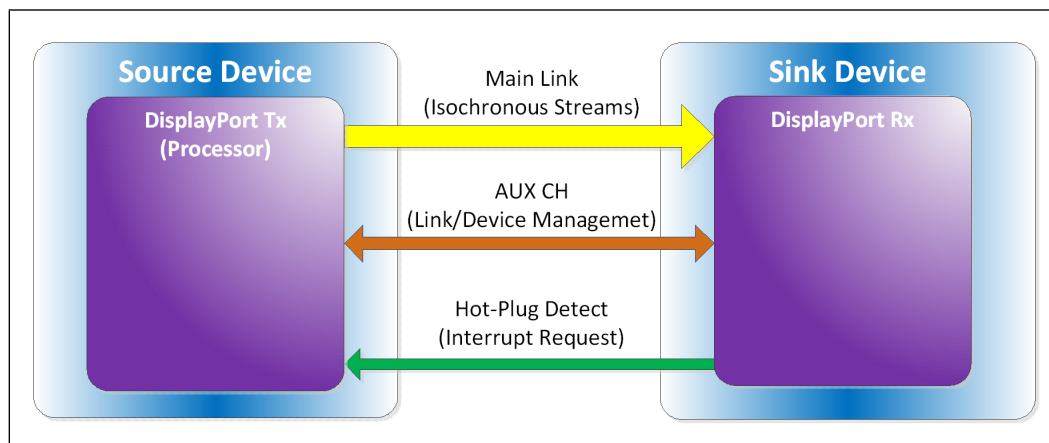 Source Device
DisplayPort Tx
(Processor)
Main Link
(Isochronous Streams)
AUX CH
(Link/Device Managemet)
Hot-Plug Detect
(Interrupt Request)
Sink Device
DisplayPort Rx